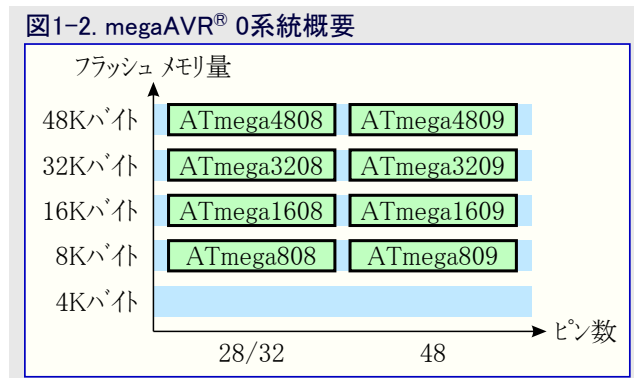 図1-2. megaAVR® 0系統概要
フラッシュ メモリ量
48Kバイト ATmega4808 ATmega4809
32Kバイト ATmega3208 ATmega3209
16Kバイト ATmega1608 ATmega1609
8Kバイト ATmega808 ATmega809
4Kバイト
ピン数
28/32 48